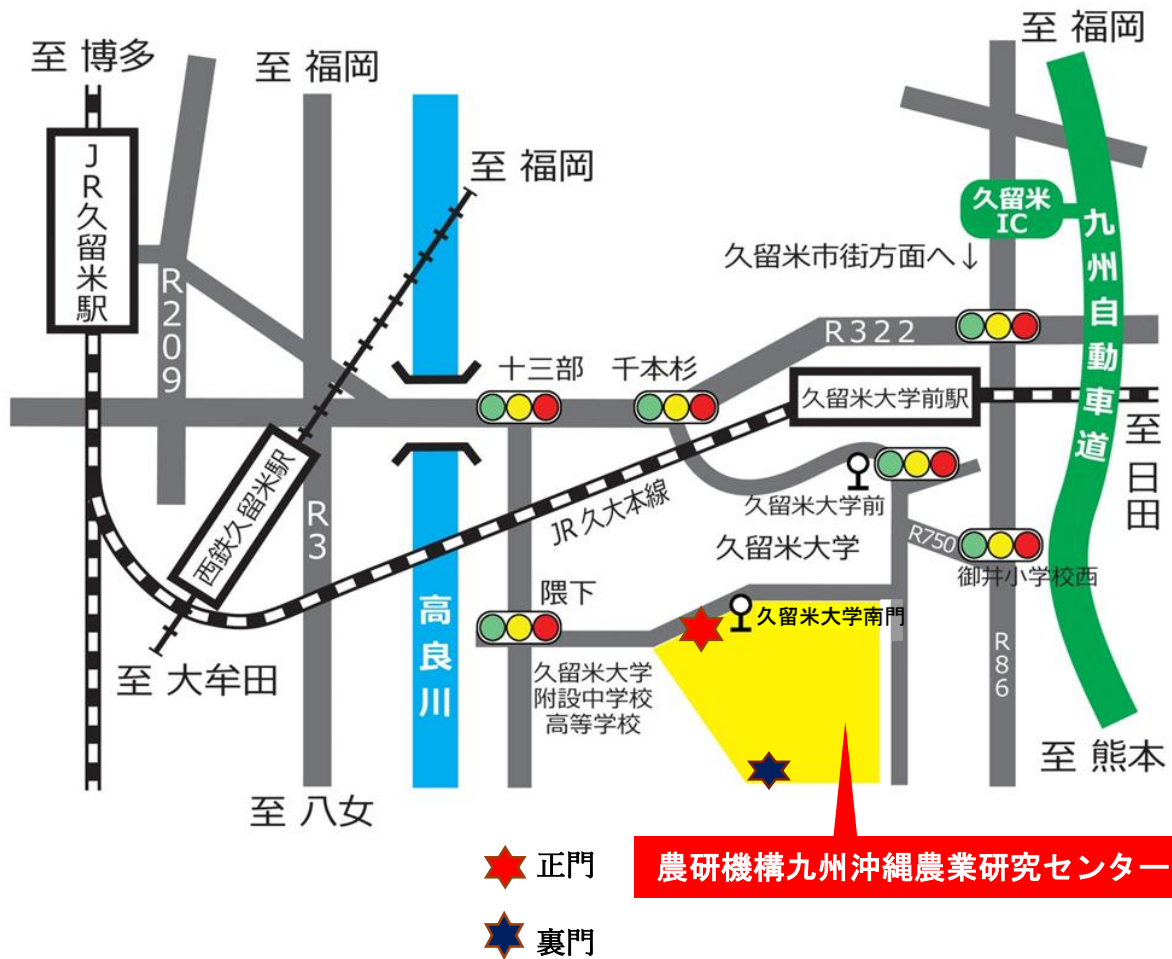 至 福岡
至 博多
至 福岡
至 福岡
JR久留米駅
久留米
IC
九州自動車道
久留米市街方面へ↓
R209
R322
十三部
千本杉
久留米大学前駅
至 日田
西鉄久留米駅
R3
JR久大本線
久留米大学前
久留米大学
R750
御井小学校西
隈下
高良川
久留米大学南門
至 大牟田
久留米大学
附設中学校
高等学校
R86
至 熊本
至 八女
正門
農研機構九州沖縄農業研究センター
裏門